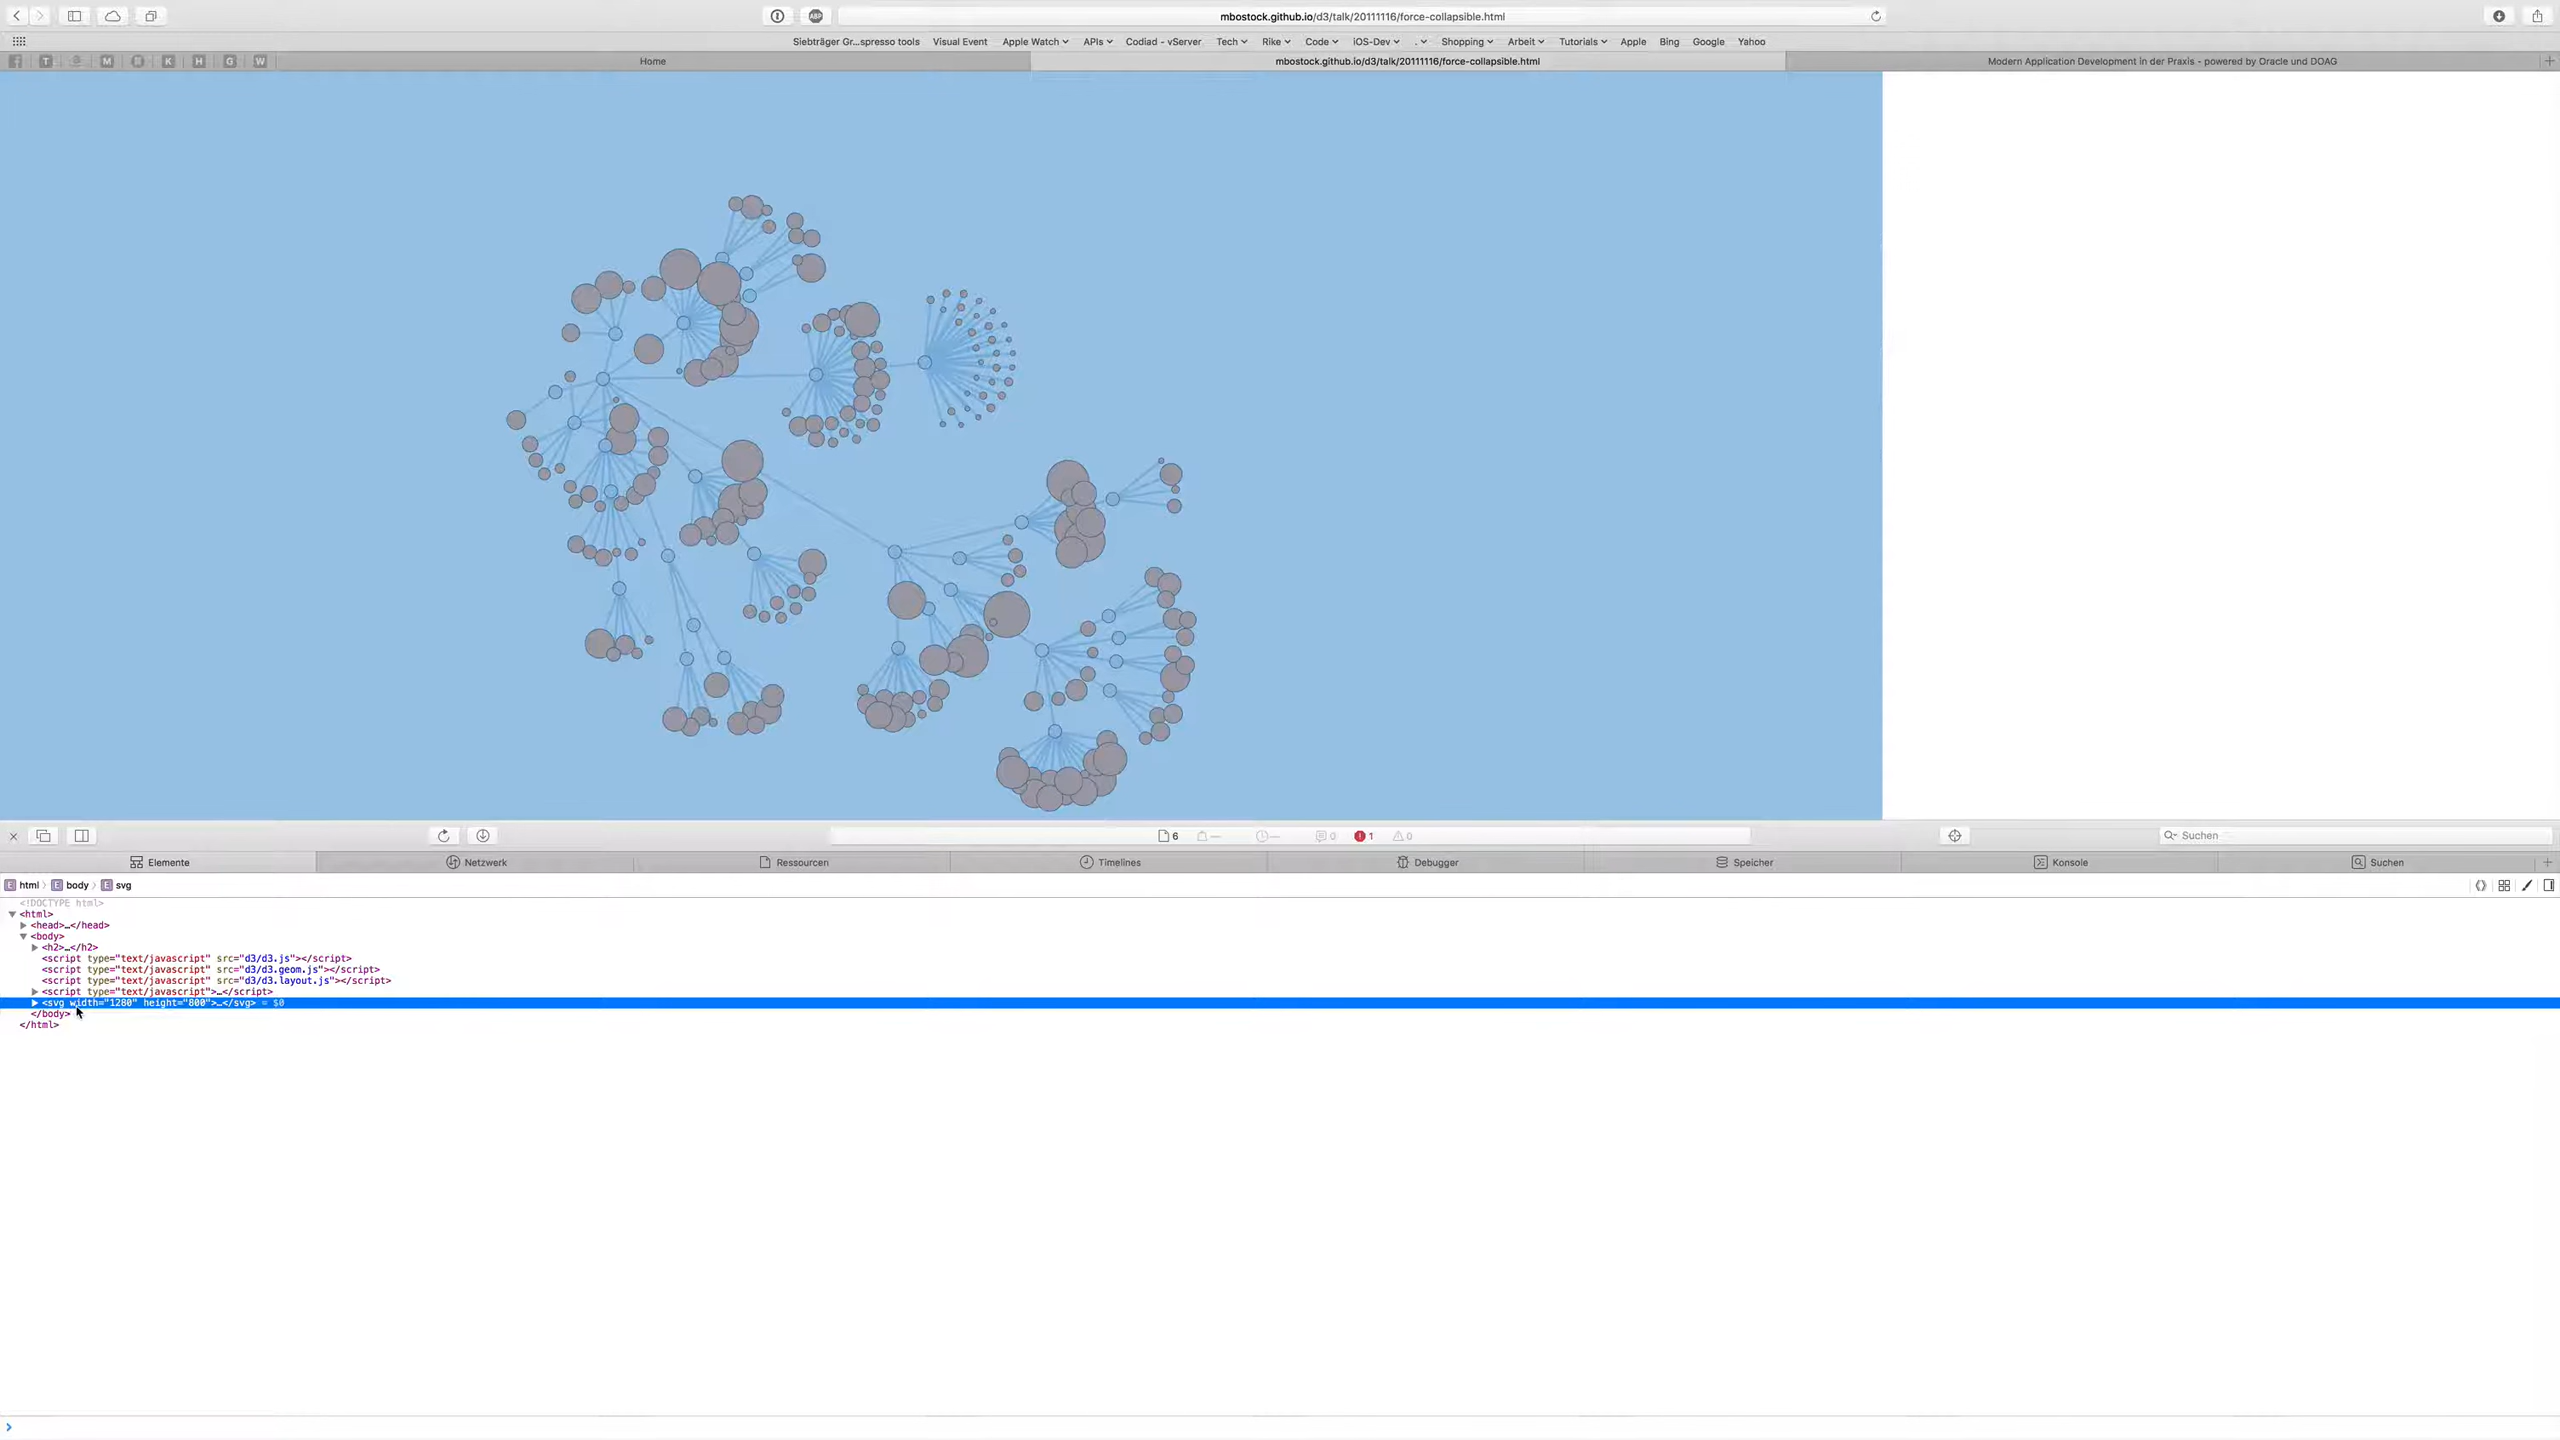 mbostock.github.io/d3/talk/20111116/force-collapsible.html
Siebträger Gr...spresso tools Visual Event Apple Watch APIs Codiad - vServer Tech Rike Code iOS-Dev . Shopping Arbeit Tutorials Apple Bing Google Yahoo
T M K H G W Home mbostock.github.io/d3/talk/20111116/force-collapsible.html Modern Application Development in der Praxis - powered by Oracle und DOAG
6 — — 0 1 0 Suchen
Elemente Netzwerk Ressourcen Timelines Debugger Speicher Konsole Suchen
E html E body E svg
<!DOCTYPE html>
<html>
<head>…</head>
<body>
<h2>…</h2>
<script type="text/javascript" src="d3/d3.js"></script>
<script type="text/javascript" src="d3/d3.geom.js"></script>
<script type="text/javascript" src="d3/d3.layout.js"></script>
<script type="text/javascript">…</script>
<svg width="1280" height="800">…</svg> = $0
</body>
</html>